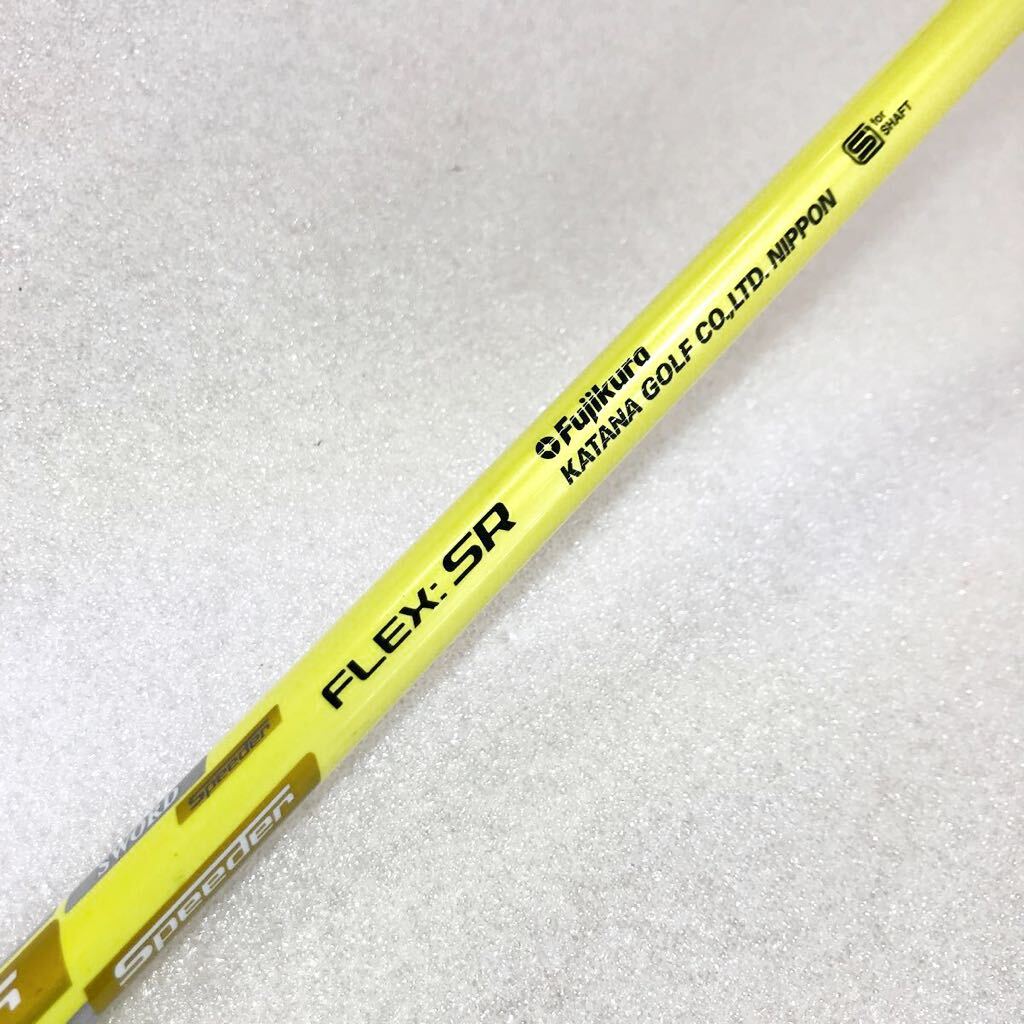 S for SHAFT
Fujikura
KATANA GOLF CO.,LTD. NIPPON
FLEX: SR
SWORD
Speeder
Speeder